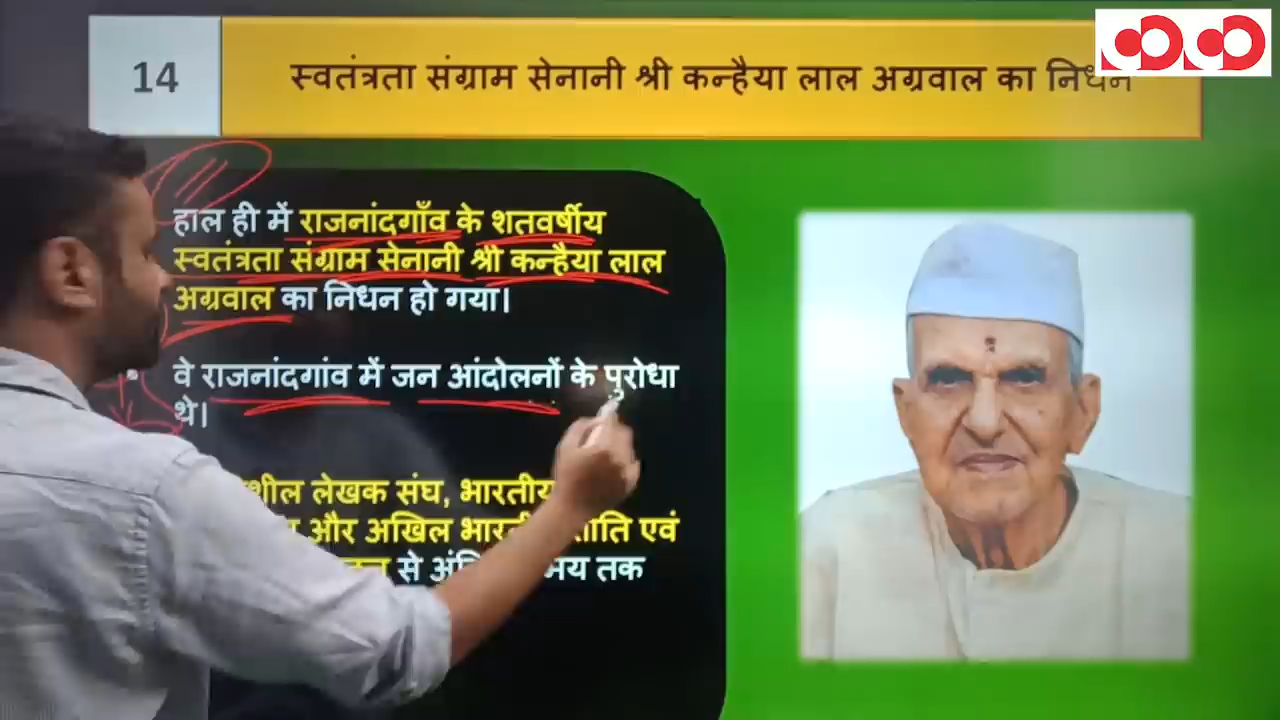 14
स्वतंत्रता संग्राम सेनानी श्री कन्हैया लाल अग्रवाल का निधन
हाल ही में राजनांदगाँव के शतवर्षीय
स्वतंत्रता संग्राम सेनानी श्री कन्हैया लाल
अग्रवाल का निधन हो गया।
वे राजनांदगांव में जन आंदोलनों के पुरोधा
थे।
लेखक संघ, भारतीय
और अखिल एवं
से तक